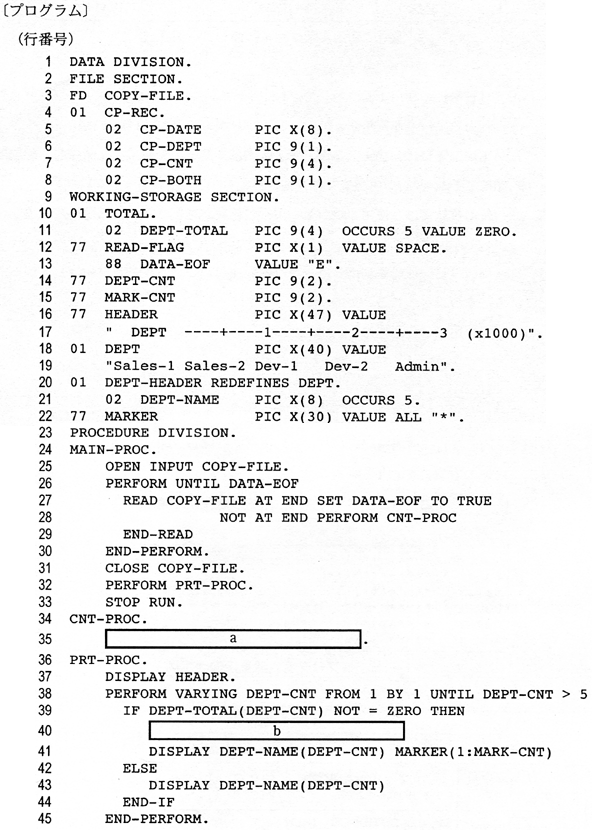 〔プログラム〕
(行番号)
1 DATA DIVISION.
2 FILE SECTION.
3 FD COPY-FILE.
4 01 CP-REC.
5 02 CP-DATE PIC X(8).
6 02 CP-DEPT PIC 9(1).
7 02 CP-CNT PIC 9(4).
8 02 CP-BOTH PIC 9(1).
9 WORKING-STORAGE SECTION.
10 01 TOTAL.
11 02 DEPT-TOTAL PIC 9(4) OCCURS 5 VALUE ZERO.
12 77 READ-FLAG PIC X(1) VALUE SPACE.
13 88 DATA-EOF VALUE "E".
14 77 DEPT-CNT PIC 9(2).
15 77 MARK-CNT PIC 9(2).
16 77 HEADER PIC X(47) VALUE
17 " DEPT ----+----1----+----2----+----3 (x1000)".
18 01 DEPT PIC X(40) VALUE
19 "Sales-1 Sales-2 Dev-1 Dev-2 Admin".
20 01 DEPT-HEADER REDEFINES DEPT.
21 02 DEPT-NAME PIC X(8) OCCURS 5.
22 77 MARKER PIC X(30) VALUE ALL "*".
23 PROCEDURE DIVISION.
24 MAIN-PROC.
25 OPEN INPUT COPY-FILE.
26 PERFORM UNTIL DATA-EOF
27 READ COPY-FILE AT END SET DATA-EOF TO TRUE
28 NOT AT END PERFORM CNT-PROC
29 END-READ
30 END-PERFORM.
31 CLOSE COPY-FILE.
32 PERFORM PRT-PROC.
33 STOP RUN.
34 CNT-PROC.
35 a .
36 PRT-PROC.
37 DISPLAY HEADER.
38 PERFORM VARYING DEPT-CNT FROM 1 BY 1 UNTIL DEPT-CNT > 5
39 IF DEPT-TOTAL(DEPT-CNT) NOT = ZERO THEN
40 b
41 DISPLAY DEPT-NAME(DEPT-CNT) MARKER(1:MARK-CNT)
42 ELSE
43 DISPLAY DEPT-NAME(DEPT-CNT)
44 END-IF
45 END-PERFORM.